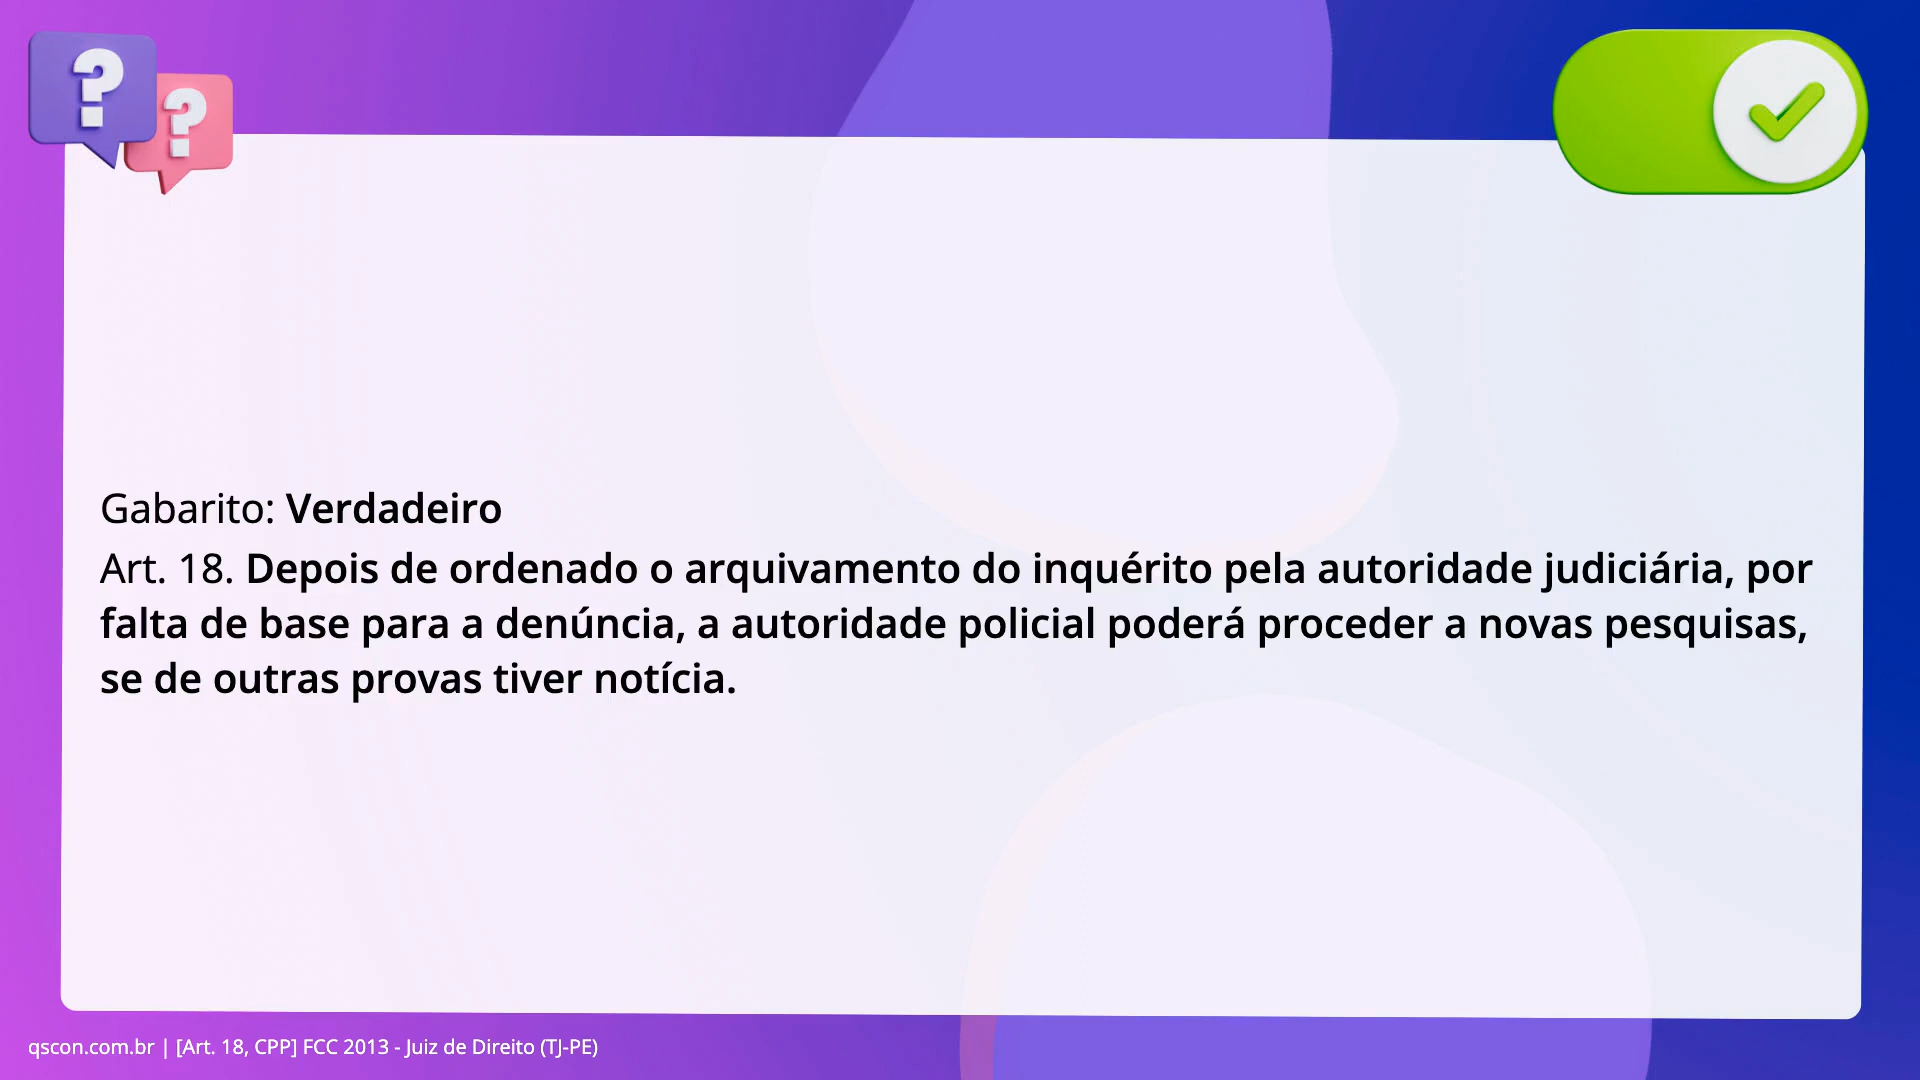 ?
?
Gabarito: Verdadeiro
Art. 18. Depois de ordenado o arquivamento do inquérito pela autoridade judiciária, por
falta de base para a denúncia, a autoridade policial poderá proceder a novas pesquisas,
se de outras provas tiver notícia.
qscon.com.br | [Art. 18, CPP] FCC 2013 - Juiz de Direito (TJ-PE)